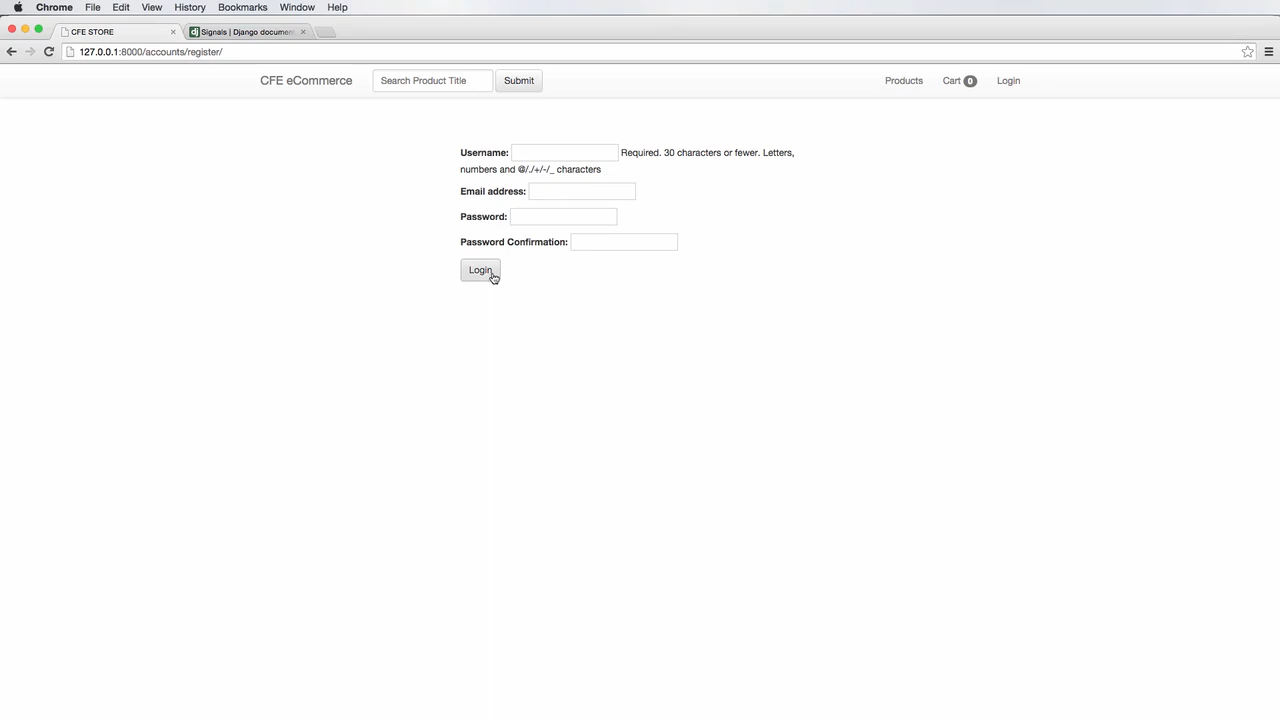 Chrome File Edit View History Bookmarks Window Help
CFE STORE
Signals | Django documen
127.0.0.1:8000/accounts/register/
CFE eCommerce Search Product Title Submit Products Cart 0 Login
Username: Required. 30 characters or fewer. Letters,
numbers and @/./+/-/_ characters
Email address:
Password:
Password Confirmation:
Login